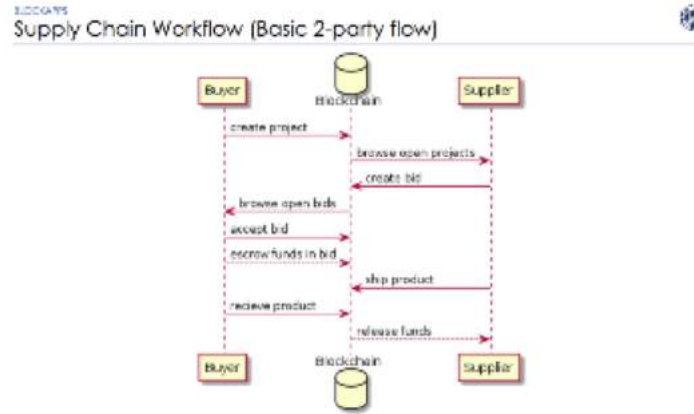 BLOCKAPPS
Supply Chain Workflow (Basic 2-party flow)
Buyer
Blockchain
Supplier
create project
browse open projects
create bid
browse open bids
accept bid
escrow funds in bid
ship product
recieve product
release funds
Buyer
Blockchain
Supplier